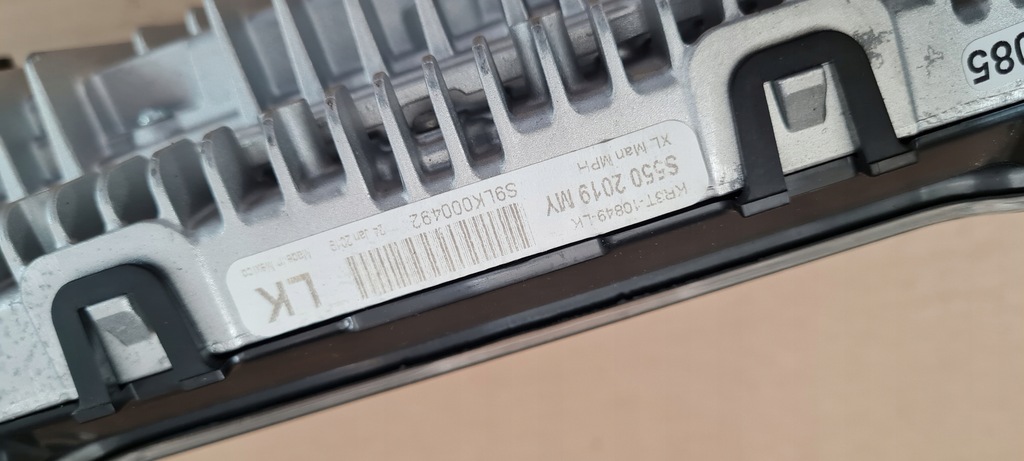 KR3T-10849-LK
S550 2019 MY
XL Man MPH
S9LK000492
24 Jan 2019
Made in Mexico
LK
085